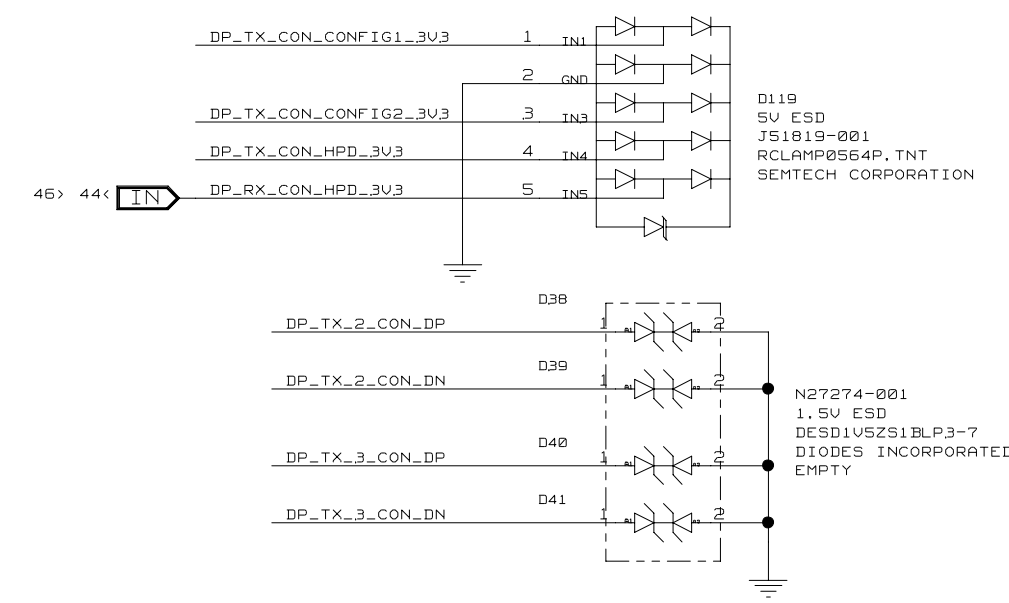 DP_TX_CON_CONFIG1_3V3 1 IN1
2 GND
DP_TX_CON_CONFIG2_3V3 3 IN3
DP_TX_CON_HPD_3V3 4 IN4
46> 44< IN DP_RX_CON_HPD_3V3 5 IN5
D119
5V ESD
J51819-001
RCLAMP0564P.TNT
SEMTECH CORPORATION
D38
DP_TX_2_CON_DP 1 2
D39
DP_TX_2_CON_DN 1 2
D40
DP_TX_3_CON_DP 1 2
D41
DP_TX_3_CON_DN 1 2
N27274-001
1.5V ESD
DESD1V5ZS1BLP3-7
DIODES INCORPORATED
EMPTY